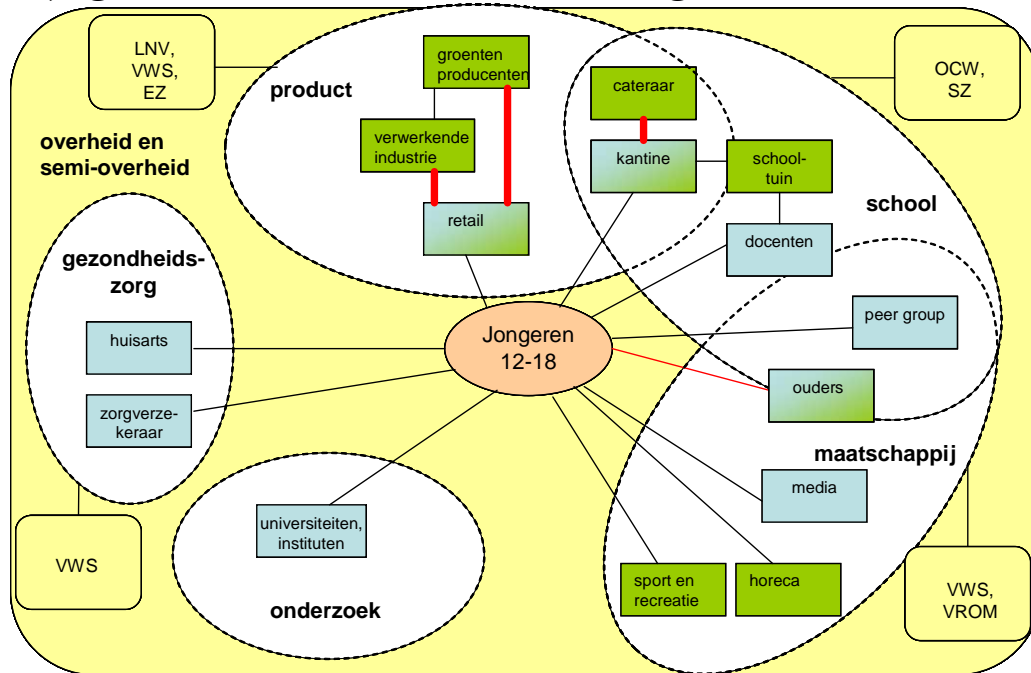 LNV,
VWS,
EZ
product
groenten
producenten
cateraar
OCW,
SZ
overheid en
semi-overheid
verwerkende
industrie
kantine
school-
tuin
retail
school
docenten
gezondheids-
zorg
huisarts
Jongeren
12-18
peer group
zorgverze-
keraar
ouders
maatschappij
media
universiteiten,
instituten
VWS
onderzoek
sport en
recreatie
horeca
VWS,
VROM